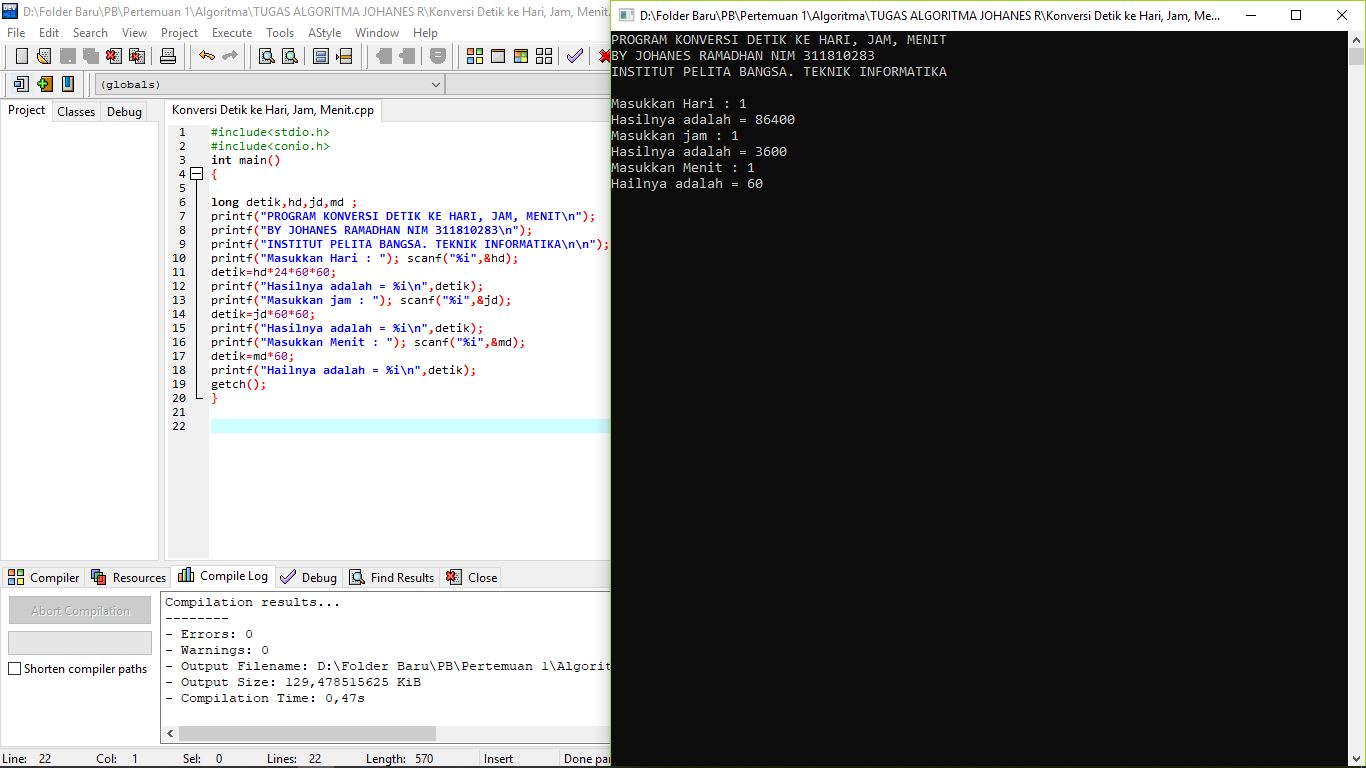 D:\Folder Baru\PB\Pertemuan 1\Algoritma\TUGAS ALGORITMA JOHANES R\Konversi Detik ke Hari, Jam, Menit.
File Edit Search View Project Execute Tools AStyle Window Help
(globals)
Project Classes Debug
Konversi Detik ke Hari, Jam, Menit.cpp
1 #include<stdio.h>
2 #include<conio.h>
3 int main()
4 {
5
6 long detik,hd,jd,md ;
7 printf("PROGRAM KONVERSI DETIK KE HARI, JAM, MENIT\n");
8 printf("BY JOHANES RAMADHAN NIM 311810283\n");
9 printf("INSTITUT PELITA BANGSA. TEKNIK INFORMATIKA\n\n");
10 printf("Masukkan Hari : "); scanf("%i",&hd);
11 detik=hd*24*60*60;
12 printf("Hasilnya adalah = %i\n",detik);
13 printf("Masukkan jam : "); scanf("%i",&jd);
14 detik=jd*60*60;
15 printf("Hasilnya adalah = %i\n",detik);
16 printf("Masukkan Menit : "); scanf("%i",&md);
17 detik=md*60;
18 printf("Hailnya adalah = %i\n",detik);
19 getch();
20 }
21
22
Compiler Resources Compile Log Debug Find Results Close
Abort Compilation
Shorten compiler paths
Compilation results...
--------
- Errors: 0
- Warnings: 0
- Output Filename: D:\Folder Baru\PB\Pertemuan 1\Algorit
- Output Size: 129,478515625 KiB
- Compilation Time: 0,47s
Line: 22 Col: 1 Sel: 0 Lines: 22 Length: 570 Insert Done par
D:\Folder Baru\PB\Pertemuan 1\Algoritma\TUGAS ALGORITMA JOHANES R\Konversi Detik ke Hari, Jam, Me...
PROGRAM KONVERSI DETIK KE HARI, JAM, MENIT
BY JOHANES RAMADHAN NIM 311810283
INSTITUT PELITA BANGSA. TEKNIK INFORMATIKA
Masukkan Hari : 1
Hasilnya adalah = 86400
Masukkan jam : 1
Hasilnya adalah = 3600
Masukkan Menit : 1
Hailnya adalah = 60